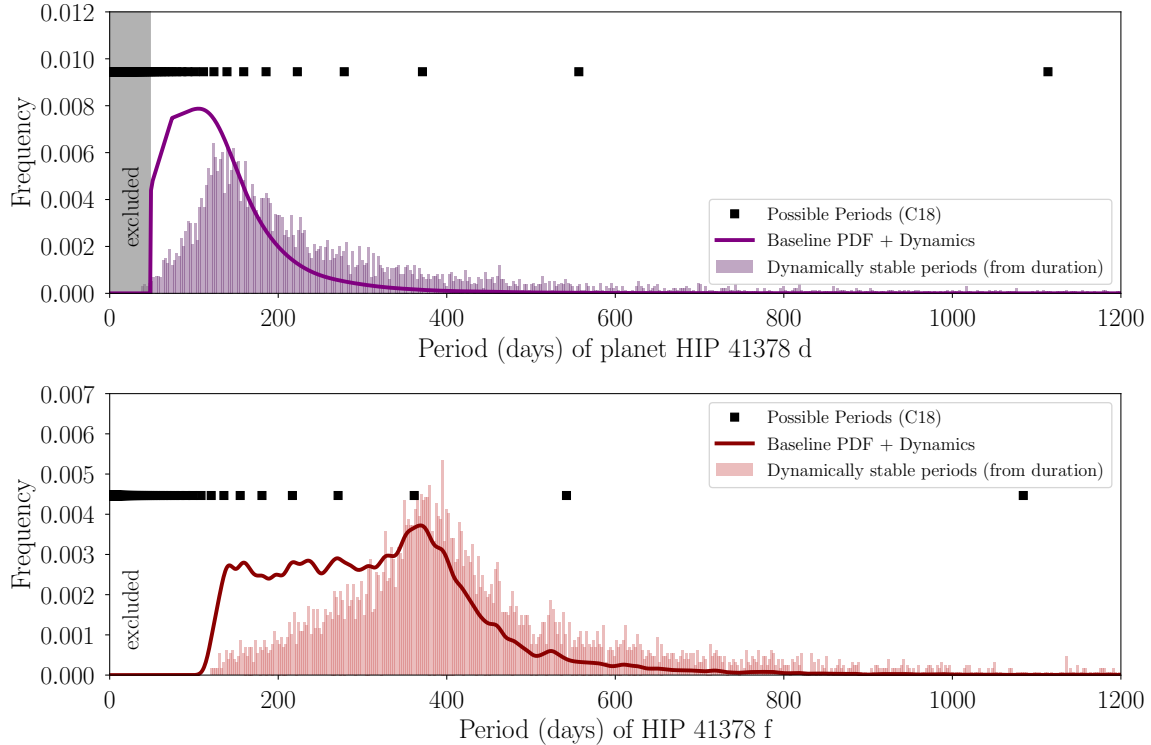 0.012
0.010
0.008
0.006
0.004
0.002
0.000
Frequency
excluded
Possible Periods (C18)
Baseline PDF + Dynamics
Dynamically stable periods (from duration)
0 200 400 600 800 1000 1200
Period (days) of planet HIP 41378 d
0.007
0.006
0.005
0.004
0.003
0.002
0.001
0.000
Frequency
excluded
Possible Periods (C18)
Baseline PDF + Dynamics
Dynamically stable periods (from duration)
0 200 400 600 800 1000 1200
Period (days) of HIP 41378 f